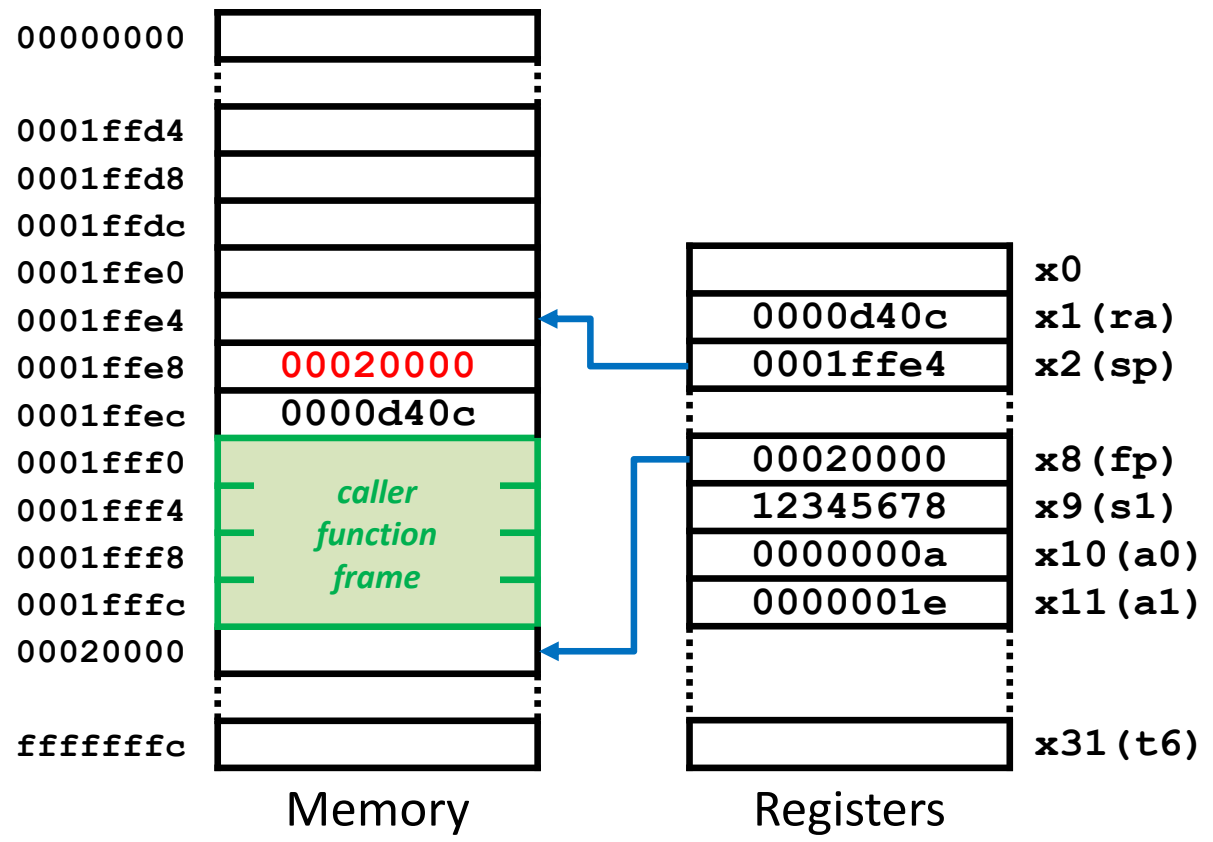 00000000
0001ffd4
0001ffd8
0001ffdc
0001ffe0 x0
0001ffe4 0000d40c x1(ra)
0001ffe8 00020000 0001ffe4 x2(sp)
0001ffec 0000d40c
0001fff0 00020000 x8(fp)
caller
0001fff4 12345678 x9(s1)
function
0001fff8 0000000a x10(a0)
frame
0001fffc 0000001e x11(a1)
00020000
fffffffc x31(t6)
Memory Registers